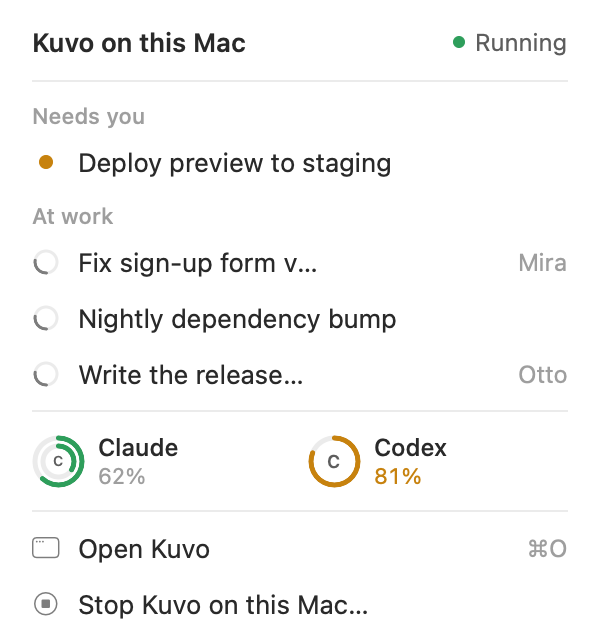 Kuvo on this Mac
Running
Needs you
Deploy preview to staging
At work
Fix sign-up form v...
Mira
Nightly dependency bump
Write the release...
Otto
C
Claude
62%
C
Codex
81%
Open Kuvo
⌘O
Stop Kuvo on this Mac...